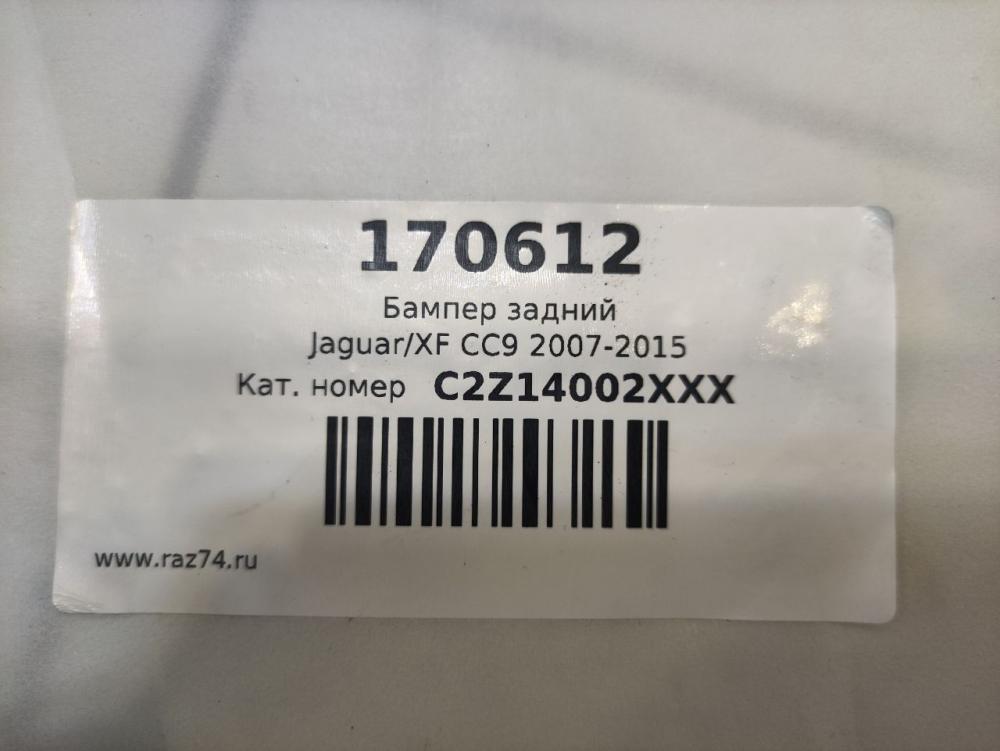 170612
Бампер задний
Jaguar/XF CC9 2007-2015
Кат. номер C2Z14002XXX
www.raz74.ru